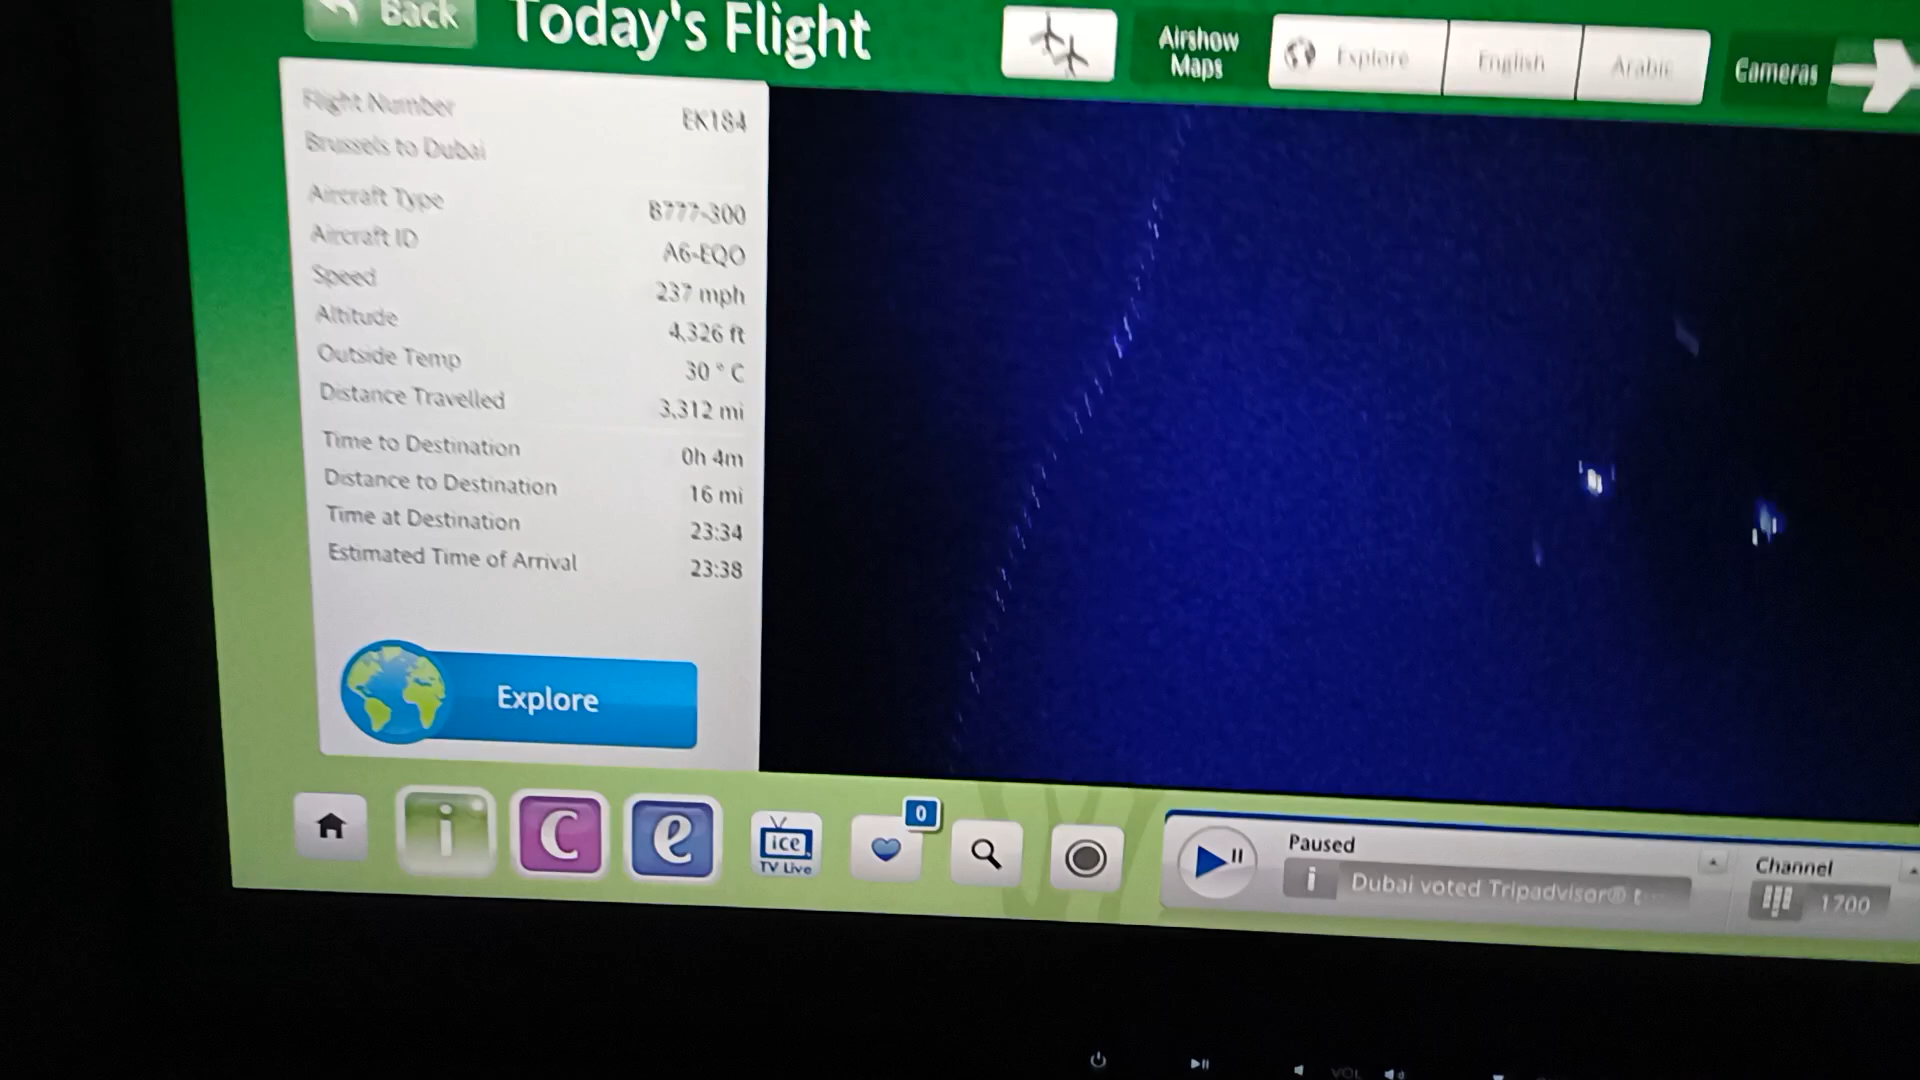 Back
Today's Flight
Airshow Maps
Explore
English
Arabic
Cameras
Flight Number EK184
Brussels to Dubai
Aircraft Type B777-300
Aircraft ID A6-EQO
Speed 237 mph
Altitude 4,326 ft
Outside Temp 30 ° C
Distance Travelled 3,312 mi
Time to Destination 0h 4m
Distance to Destination 16 mi
Time at Destination 23:34
Estimated Time of Arrival 23:38
Explore
i
C
e
ice
TV Live
0
Paused
i Dubai voted Tripadvisor® t
Channel
1700
VOL